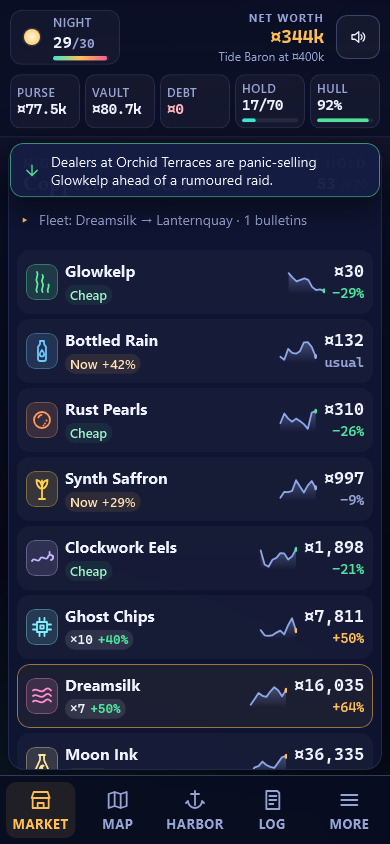 NIGHT
29/30
NET WORTH
¤344k
Tide Baron at ¤400k
PURSE
¤77.5k
VAULT
¤80.7k
DEBT
¤0
HOLD
17/70
HULL
92%
Dealers at Orchid Terraces are panic-selling
Glowkelp ahead of a rumoured raid.
Fleet: Dreamsilk → Lanternquay · 1 bulletins
Glowkelp
Cheap
¤30
−29%
Bottled Rain
Now +42%
¤132
usual
Rust Pearls
Cheap
¤310
−26%
Synth Saffron
Now +29%
¤997
−9%
Clockwork Eels
Cheap
¤1,898
−21%
Ghost Chips
×10 +40%
¤7,811
+50%
Dreamsilk
×7 +50%
¤16,035
+64%
Moon Ink
¤36,335
MARKET
MAP
HARBOR
LOG
MORE